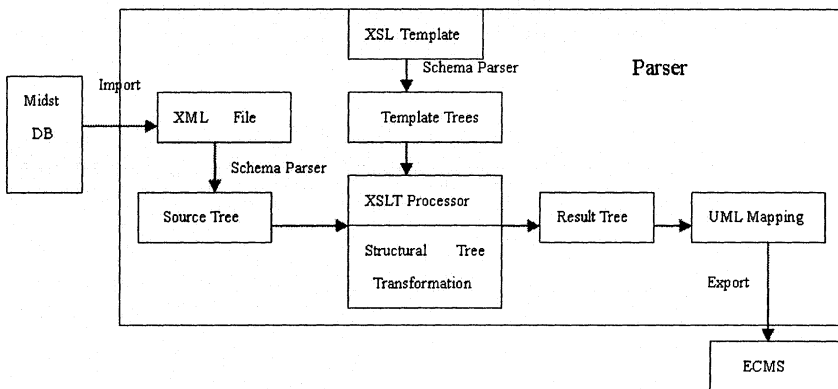 XSL Template
Schema Parser
Parser
Midst
DB
Import
XML File
Template Trees
Schema Parser
Source Tree
XSLT Processor
Structural Tree
Transformation
Result Tree
UML Mapping
Export
ECMS